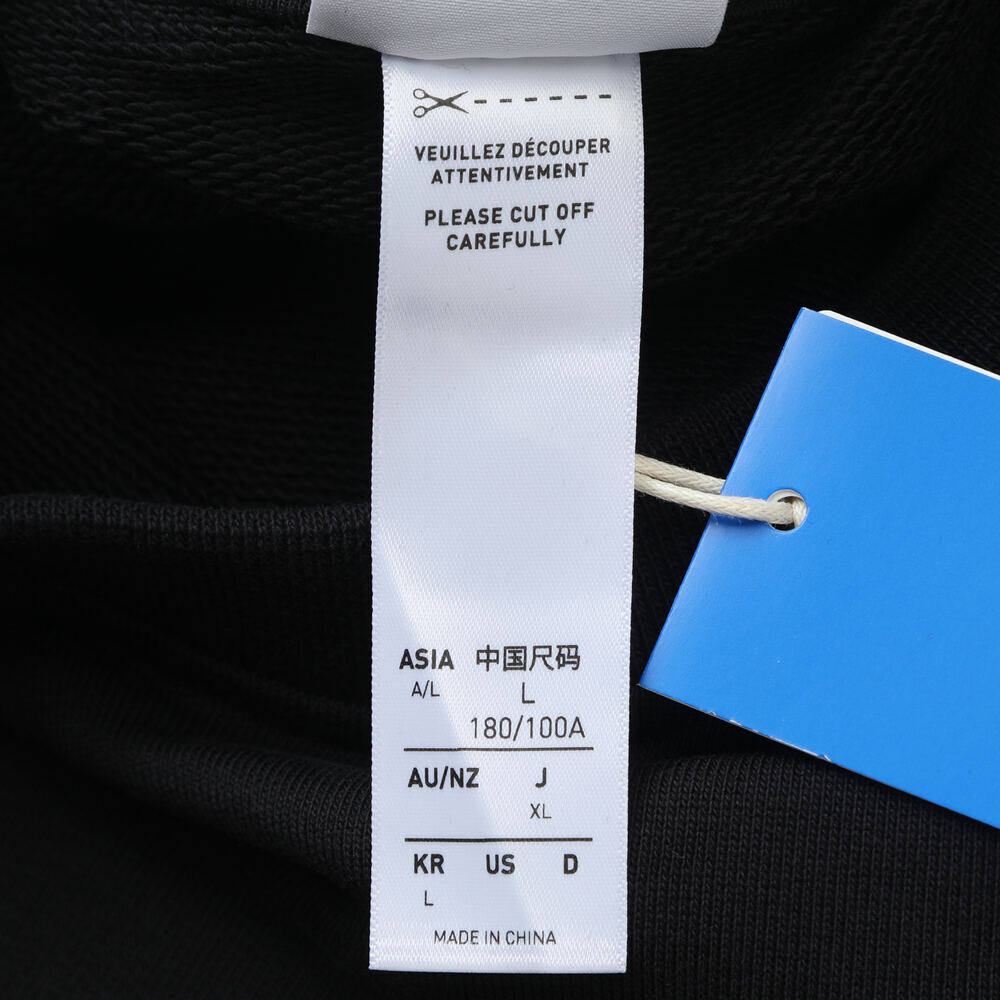 VEUILLEZ DÉCOUPER
ATTENTIVEMENT
PLEASE CUT OFF
CAREFULLY
ASIA 中国尺码
A/L L
180/100A
AU/NZ J
XL
KR US D
L
MADE IN CHINA